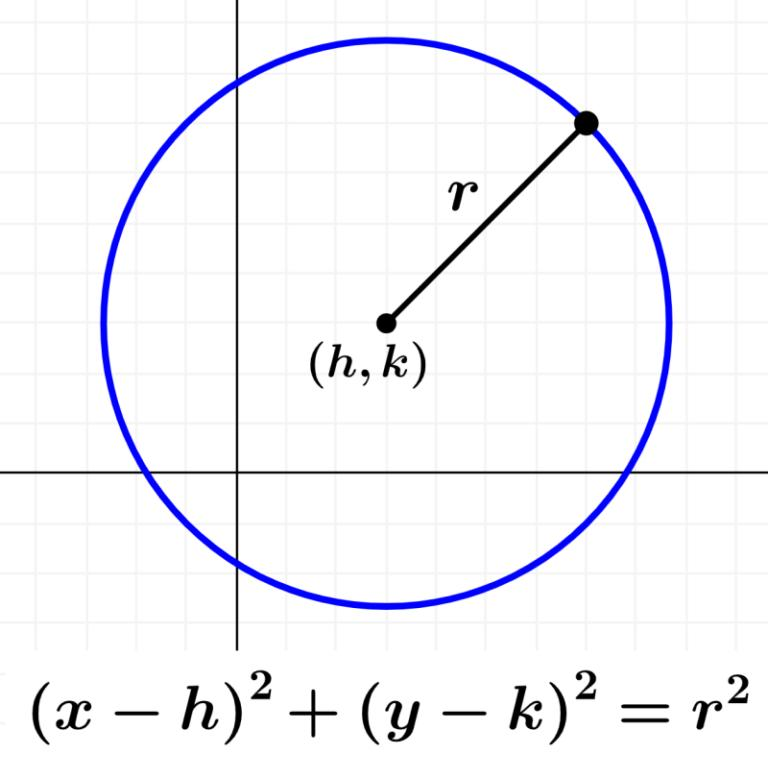 r
(h, k)
(x − h)² + (y − k)² = r²